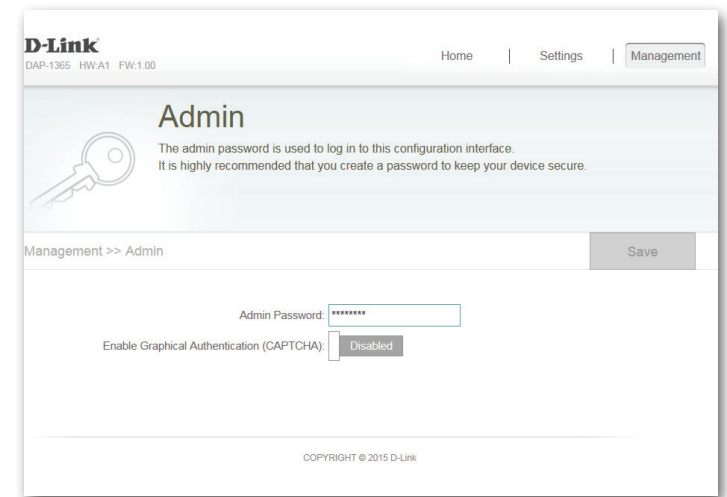 D-Link
DAP-1365 HW:A1 FW:1.00
Home | Settings | Management
Admin
The admin password is used to log in to this configuration interface.
It is highly recommended that you create a password to keep your device secure.
Management >> Admin
Save
Admin Password: ********
Enable Graphical Authentication (CAPTCHA): Disabled
COPYRIGHT © 2015 D-Link